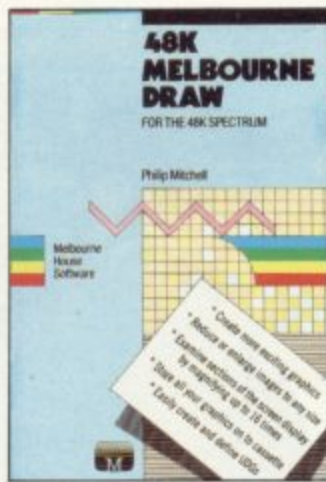 48K
MELBOURNE
DRAW
FOR THE 48K SPECTRUM
Philip Mitchell
Melbourne
House
Software
* Create more exciting graphics
* Reduce or enlarge images to any size
* Examine sections of the screen display
by magnifying up to 16 times
* Store all your graphics on to cassette
* Easily create and define UDGs
M